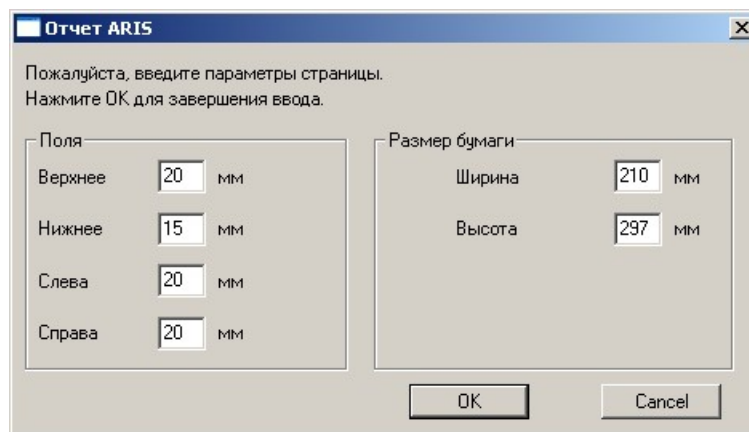 Отчет ARIS
Пожалуйста, введите параметры страницы.
Нажмите ОК для завершения ввода.
Поля
Размер бумаги
Верхнее 20 мм
Ширина 210 мм
Нижнее 15 мм
Высота 297 мм
Слева 20 мм
Справа 20 мм
OK
Cancel